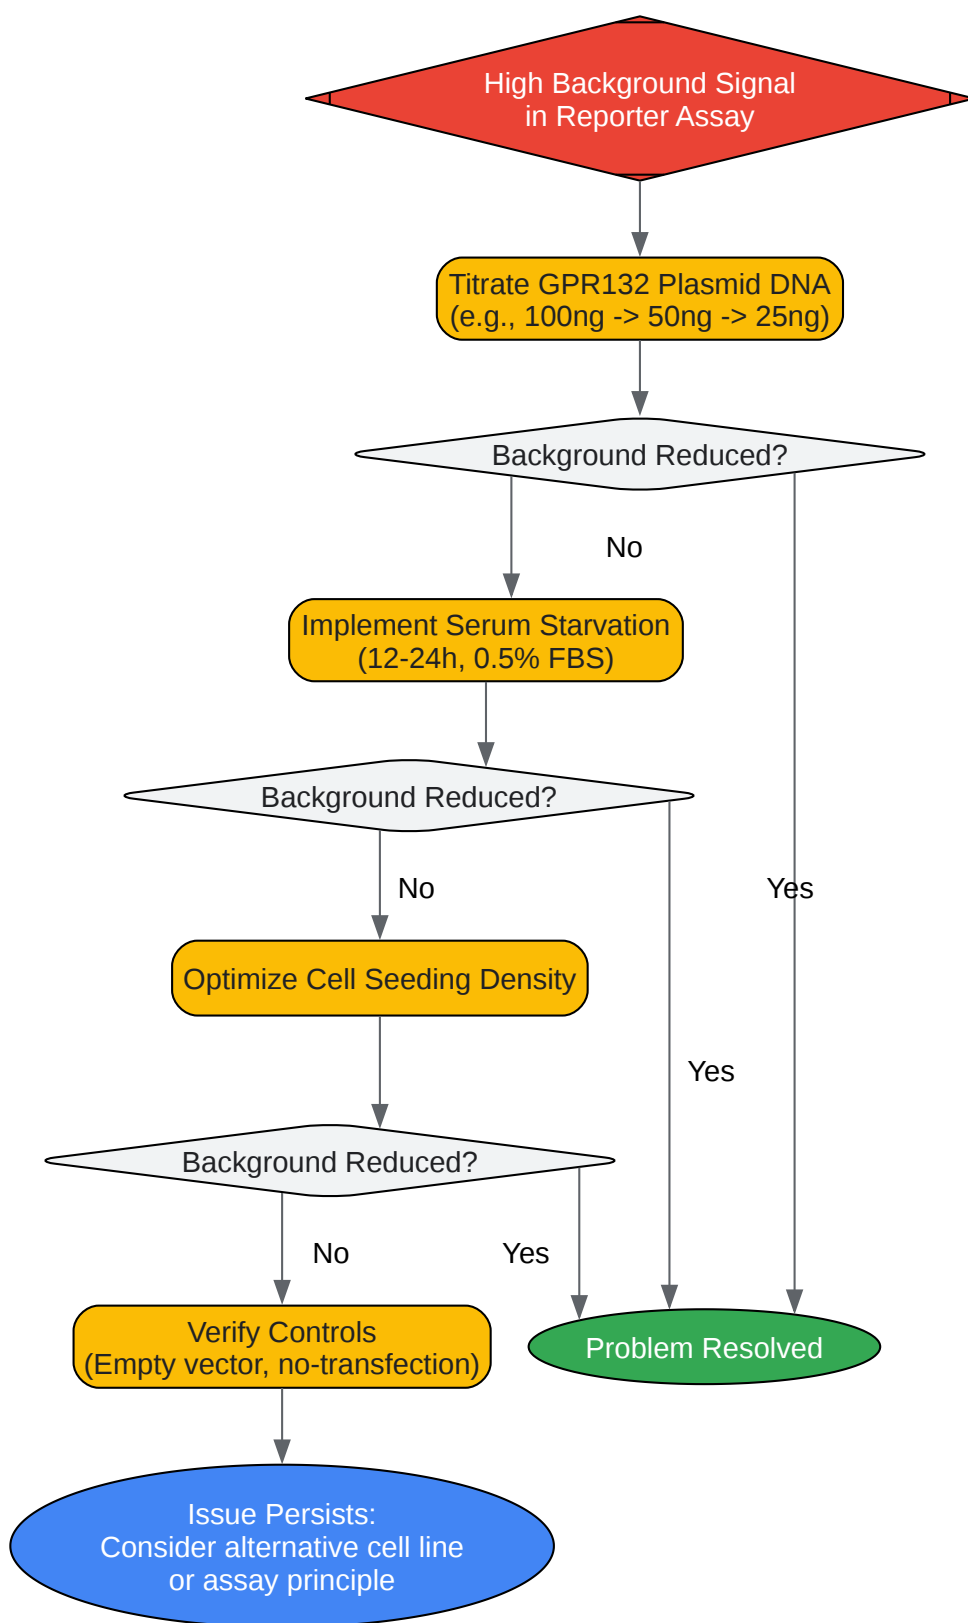 High Background Signal
in Reporter Assay
Titrate GPR132 Plasmid DNA
(e.g., 100ng -> 50ng -> 25ng)
Background Reduced?
No
Implement Serum Starvation
(12-24h, 0.5% FBS)
Background Reduced?
No
Yes
Optimize Cell Seeding Density
Yes
Background Reduced?
No
Yes
Verify Controls
(Empty vector, no-transfection)
Problem Resolved
Issue Persists:
Consider alternative cell line
or assay principle